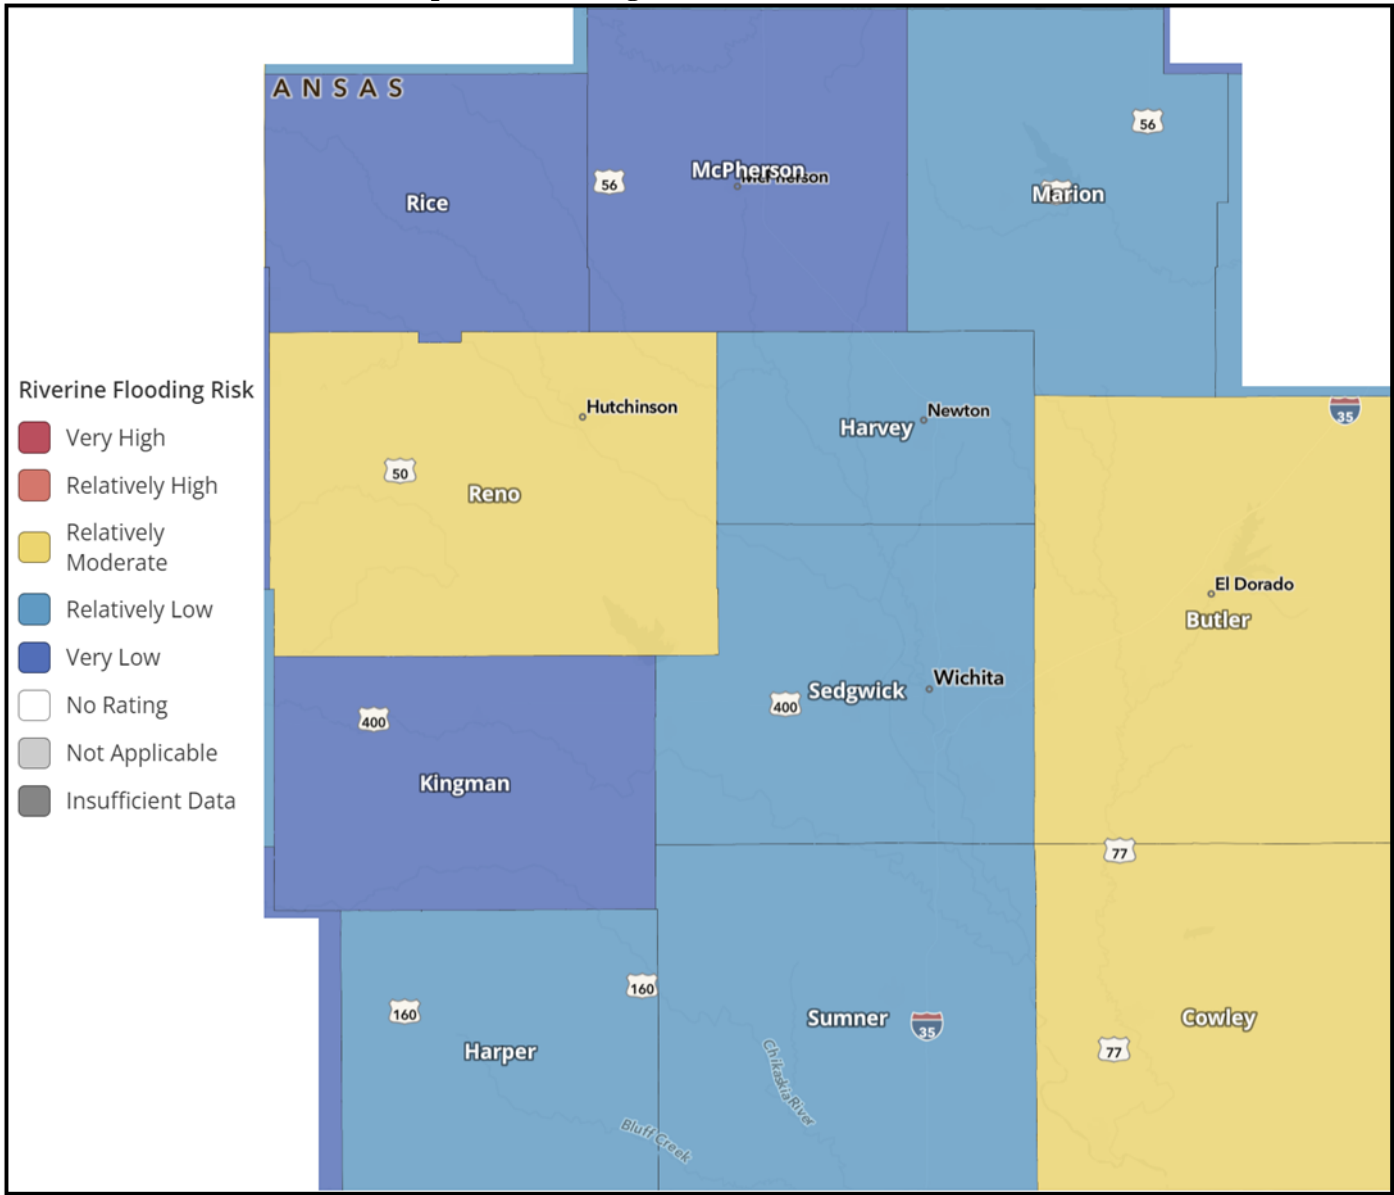 ANSAS
56
McPherson
McPherson
56
Rice
Marion
Riverine Flooding Risk
Very High
Relatively High
Relatively
Moderate
Relatively Low
Very Low
No Rating
Not Applicable
Insufficient Data
Hutchinson
50
Reno
Harvey
Newton
35
El Dorado
Butler
400
Kingman
Sedgwick
400
Wichita
77
160
160
Harper
Sumner
35
Cowley
77
Chikaskia River
Bluff Creek